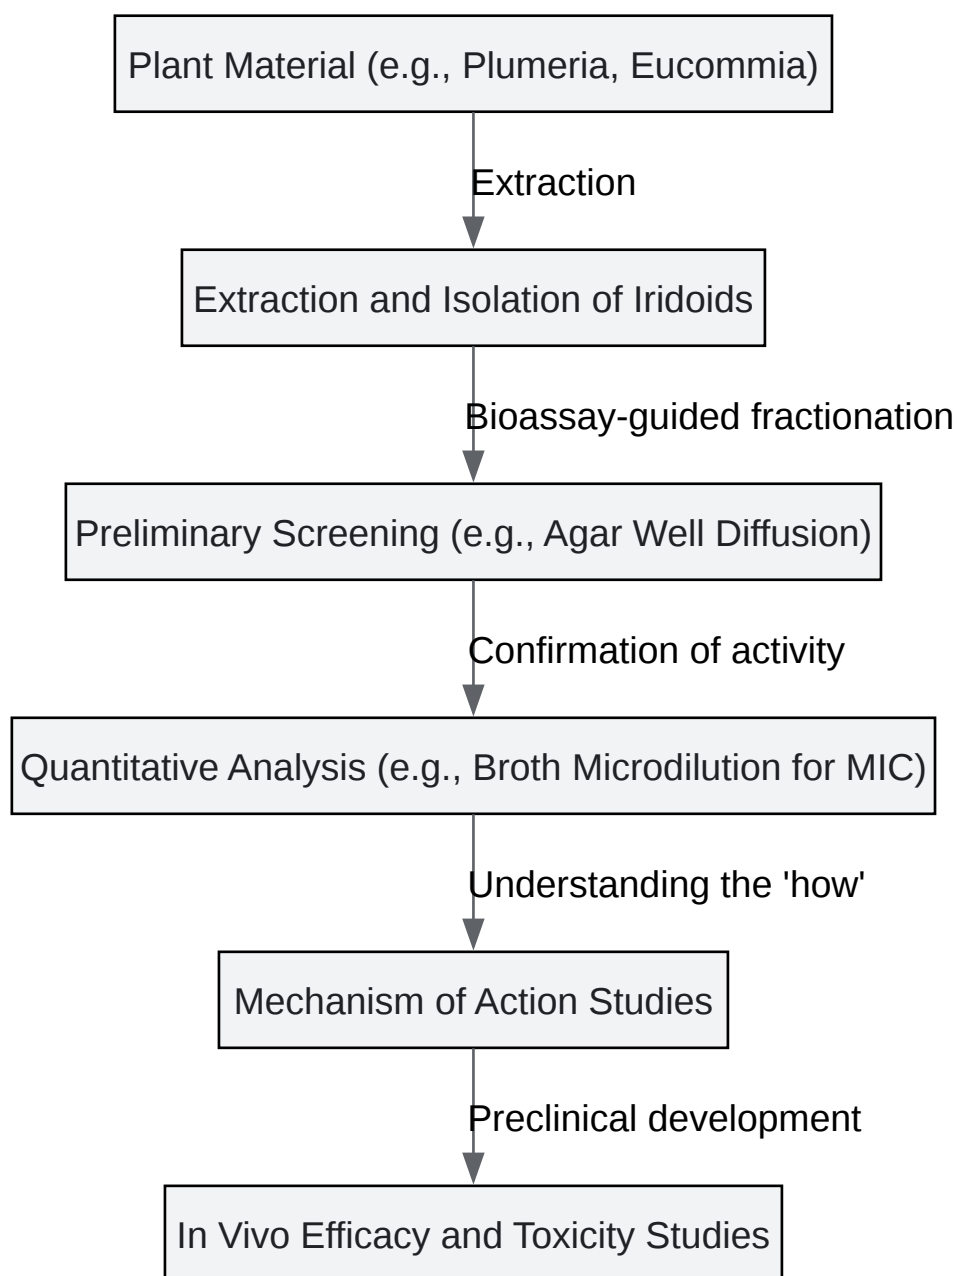 Plant Material (e.g., Plumeria, Eucommia)
Extraction
Extraction and Isolation of Iridoids
Bioassay-guided fractionation
Preliminary Screening (e.g., Agar Well Diffusion)
Confirmation of activity
Quantitative Analysis (e.g., Broth Microdilution for MIC)
Understanding the 'how'
Mechanism of Action Studies
Preclinical development
In Vivo Efficacy and Toxicity Studies